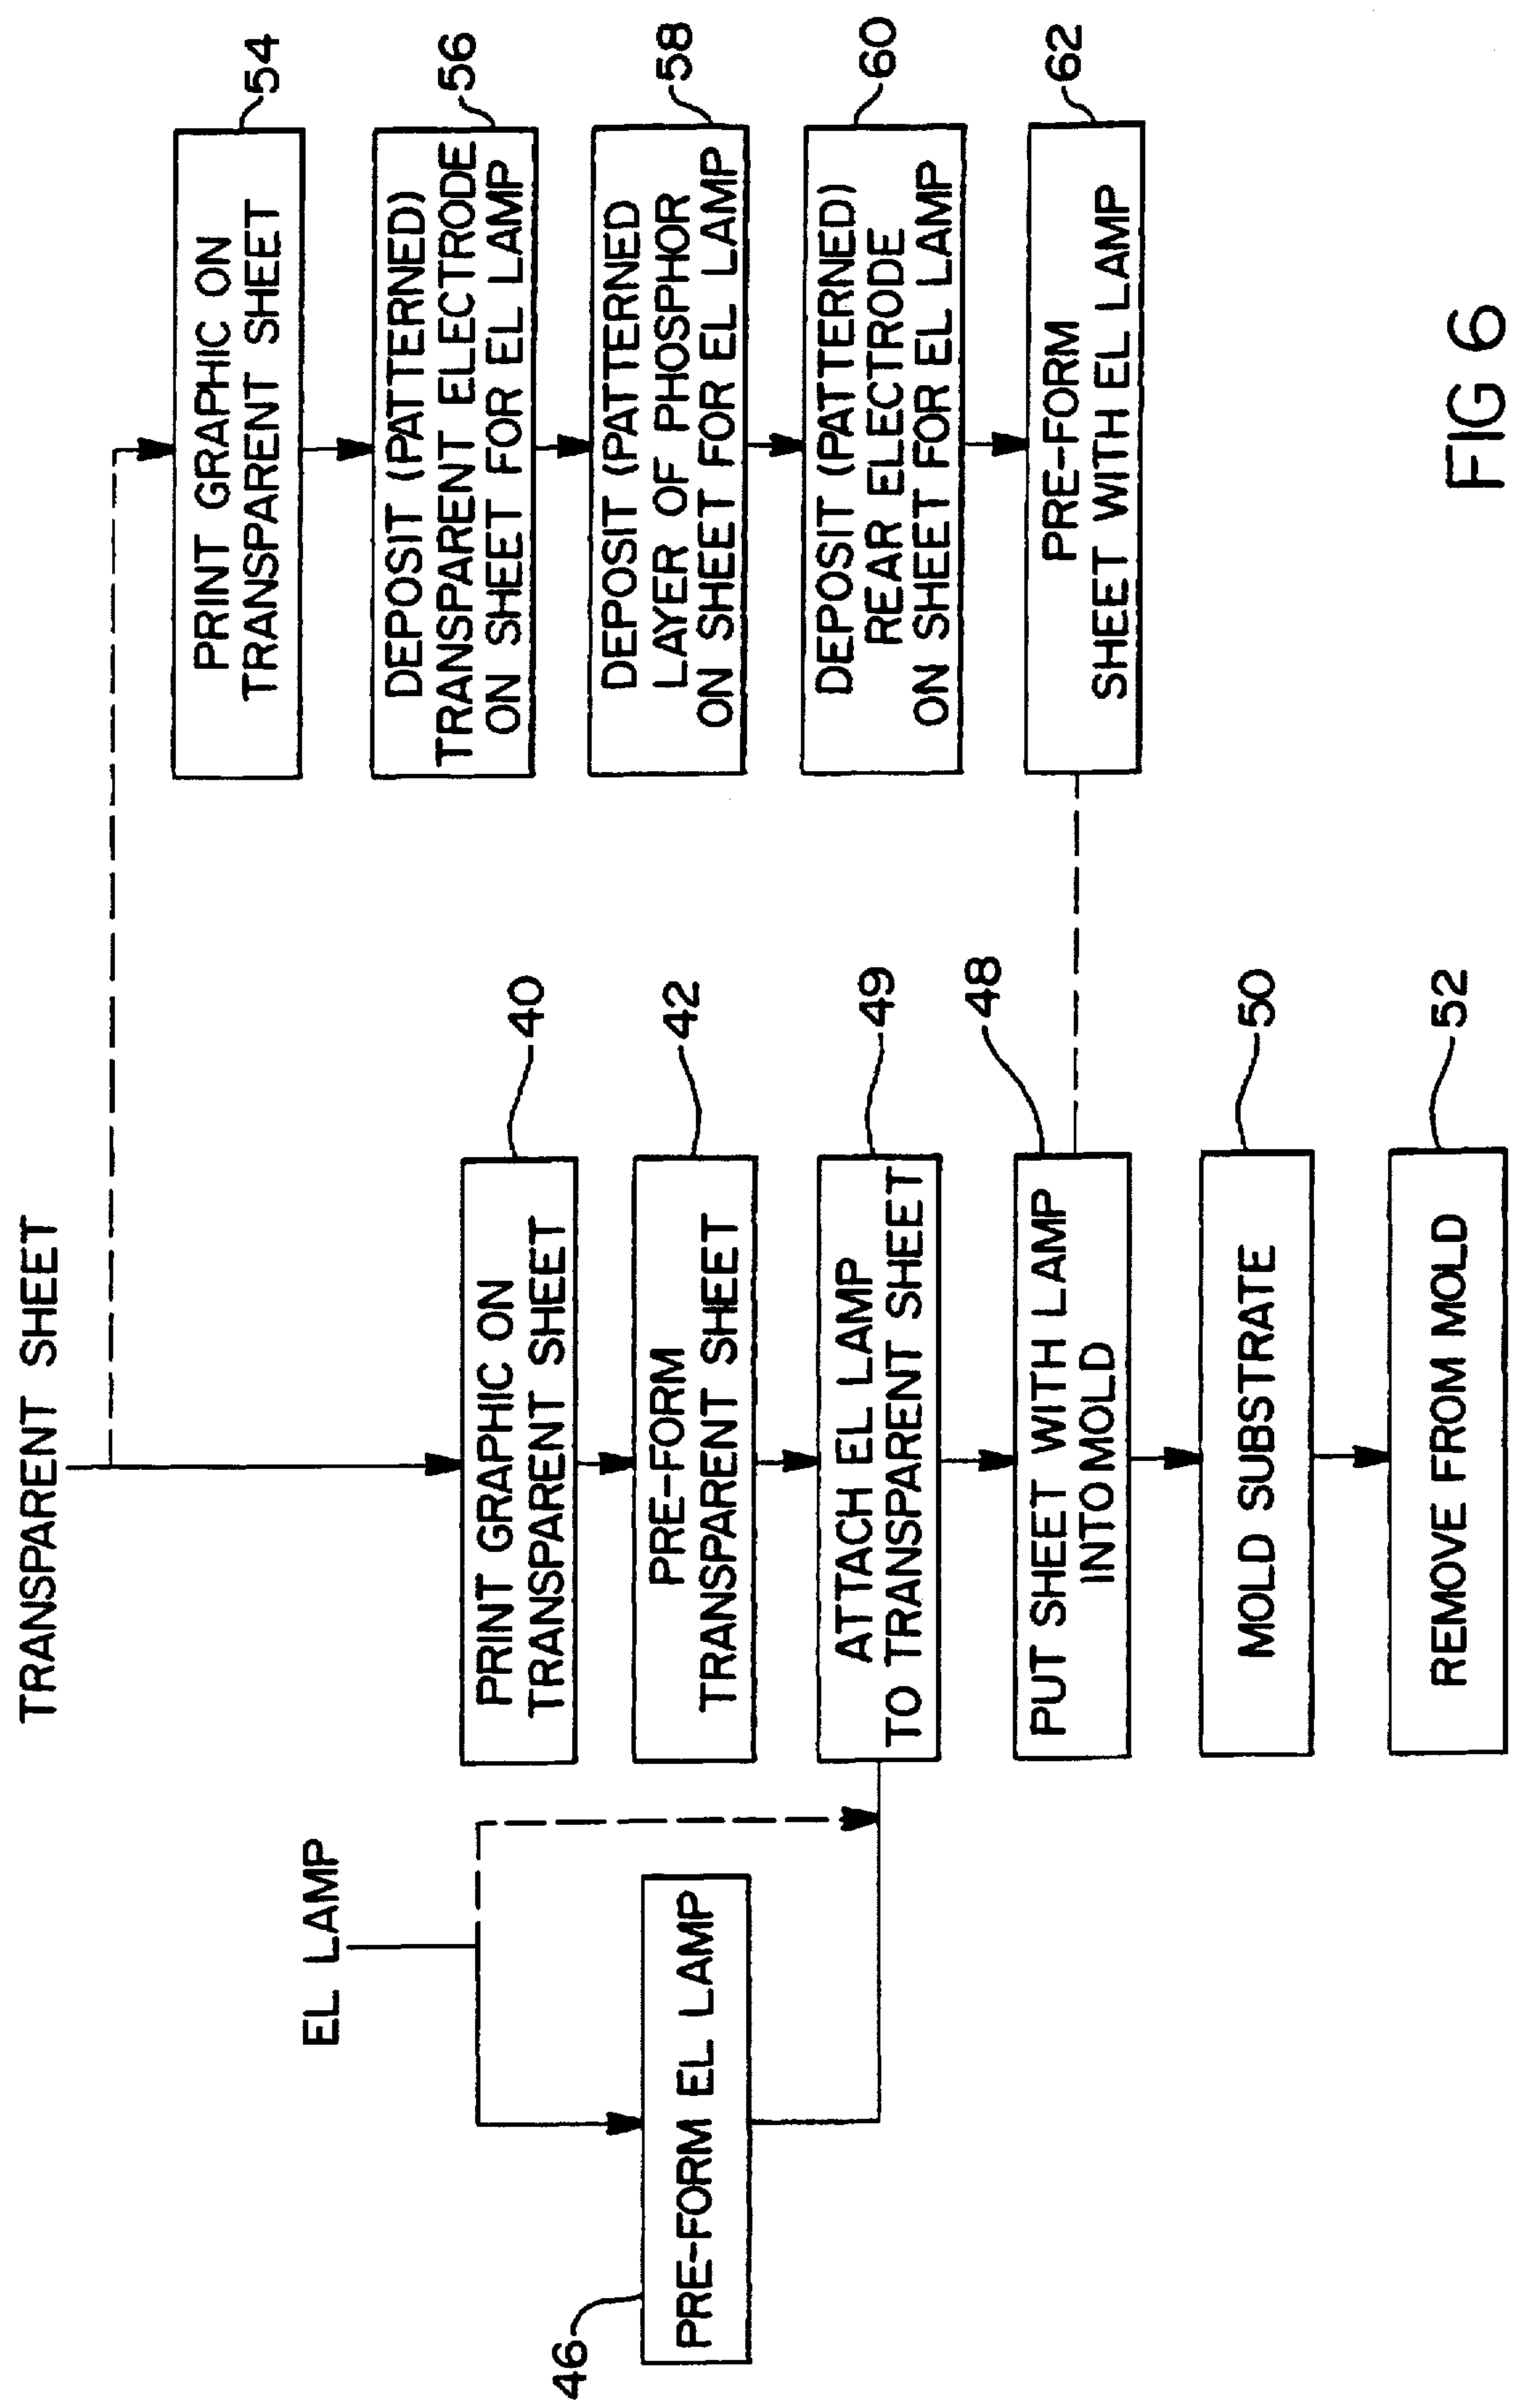 TRANSPARENT SHEET
EL LAMP
46
PRE-FORM EL LAMP
40
PRINT GRAPHIC ON
TRANSPARENT SHEET
42
PRE-FORM
TRANSPARENT SHEET
49
ATTACH EL LAMP
TO TRANSPARENT SHEET
48
PUT SHEET WITH LAMP
INTO MOLD
50
MOLD SUBSTRATE
52
REMOVE FROM MOLD
54
PRINT GRAPHIC ON
TRANSPARENT SHEET
56
DEPOSIT (PATTERNED)
TRANSPARENT ELECTRODE
ON SHEET FOR EL LAMP
58
DEPOSIT (PATTERNED
LAYER OF PHOSPHOR
ON SHEET FOR EL LAMP
60
DEPOSIT (PATTERNED)
REAR ELECTRODE
ON SHEET FOR EL LAMP
62
PRE-FORM
SHEET WITH EL LAMP
FIG 6